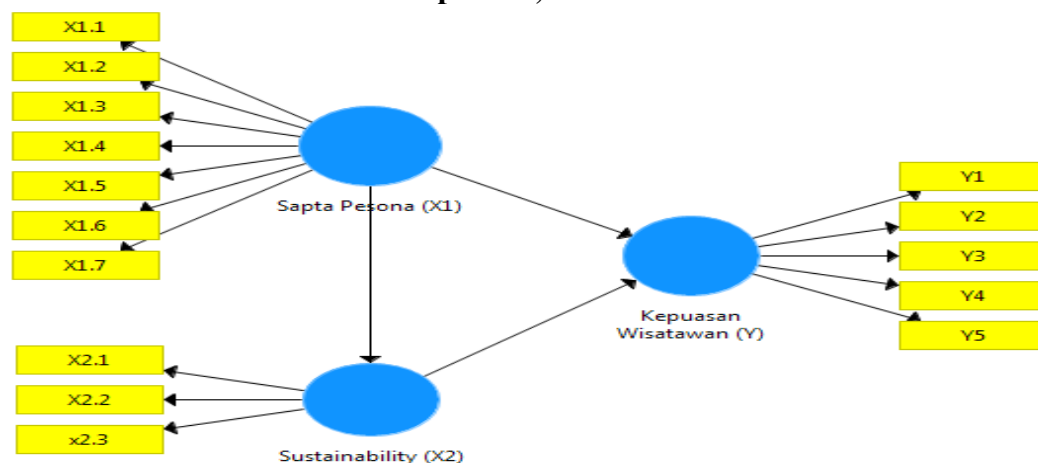 X1.1
X1.2
X1.3
X1.4
X1.5
X1.6
X1.7
Sapta Pesona (X1)
Y1
Y2
Y3
Y4
Y5
Kepuasan
Wisatawan (Y)
X2.1
X2.2
x2.3
Sustainability (X2)